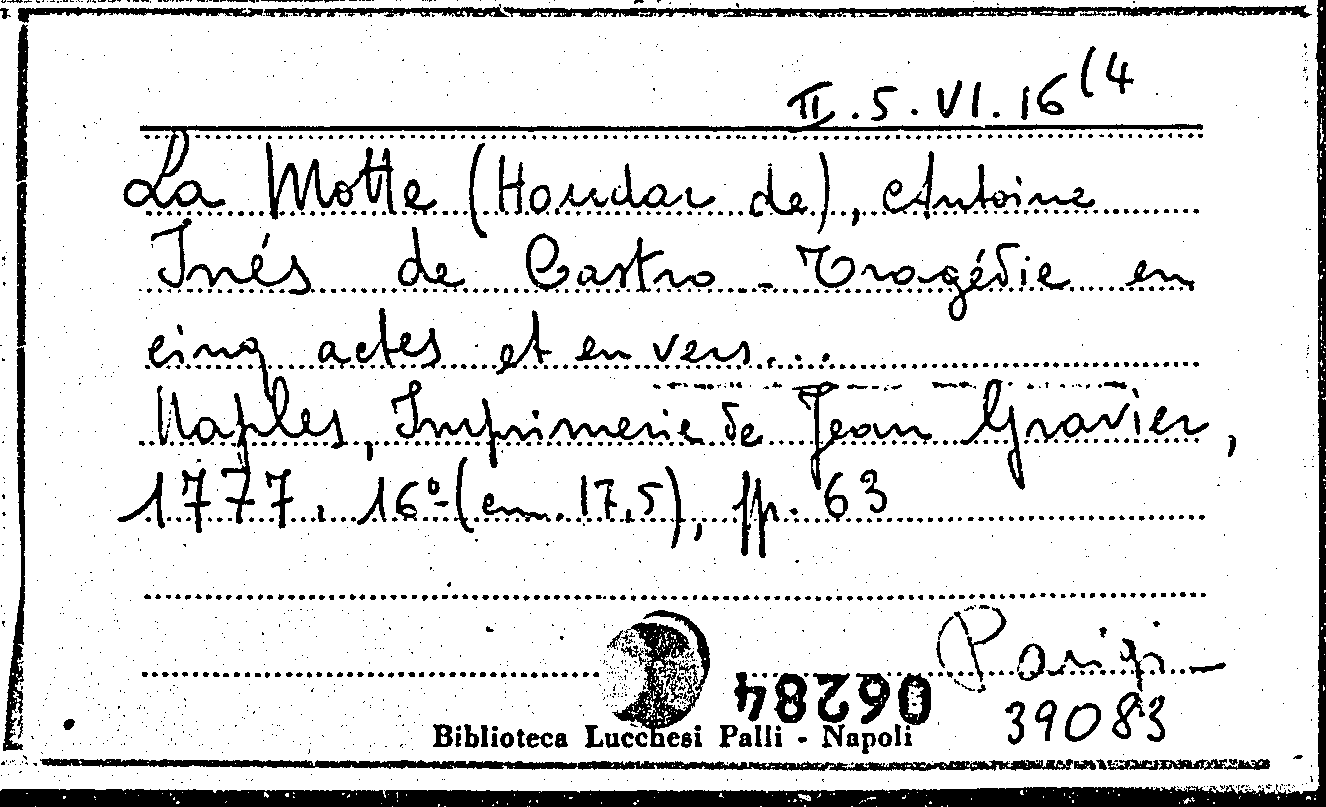 II.5.VI.16(4
La Motte (Houdar de), Antoine
Inés de Castro - Tragédie en
cinq actes et en vers...
Naples, Imprimerie de Jean Gravier,
1777. 16°-(cm. 17,5), pp. 63
Parigi
06284
39083
Biblioteca Lucchesi Palli - Napoli